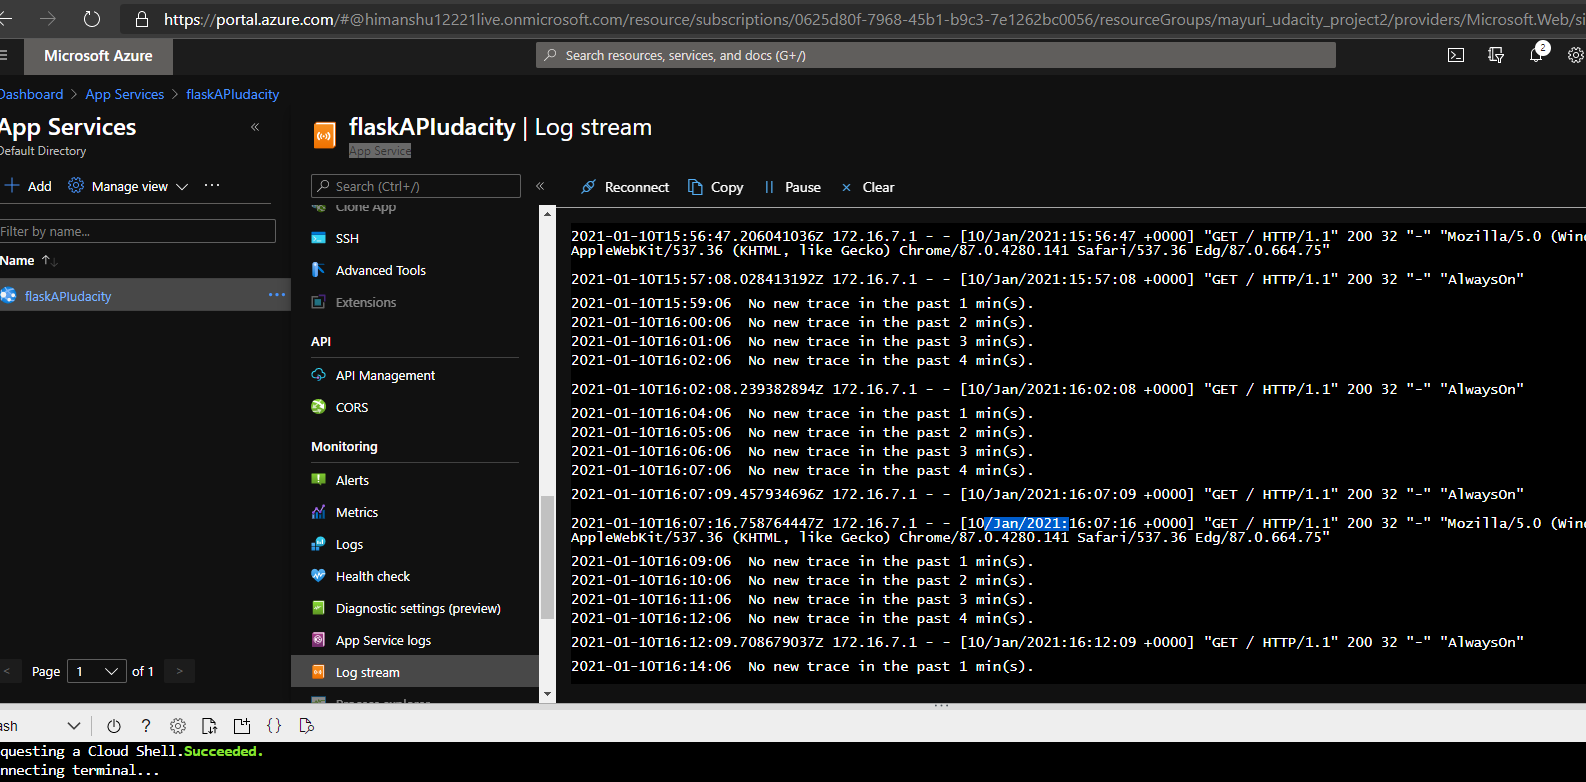 https://portal.azure.com/#@himanshu12221live.onmicrosoft.com/resource/subscriptions/0625d80f-7968-45b1-b9c3-7e1262bc0056/resourceGroups/mayuri_udacity_project2/providers/Microsoft.Web/si
Microsoft Azure
Search resources, services, and docs (G+/)
2
Dashboard > App Services > flaskAPIudacity
App Services
«
Default Directory
+ Add
Manage view
...
Filter by name...
Name ↑↓
flaskAPIudacity
...
< Page 1 of 1 >
flaskAPIudacity | Log stream
App Service
Search (Ctrl+/)
«
Clone App
SSH
Advanced Tools
Extensions
API
API Management
CORS
Monitoring
Alerts
Metrics
Logs
Health check
Diagnostic settings (preview)
App Service logs
Log stream
Process explorer
Reconnect
Copy
Pause
× Clear
2021-01-10T15:56:47.206041036Z 172.16.7.1 - - [10/Jan/2021:15:56:47 +0000] "GET / HTTP/1.1" 200 32 "-" "Mozilla/5.0 (Wind
AppleWebKit/537.36 (KHTML, like Gecko) Chrome/87.0.4280.141 Safari/537.36 Edg/87.0.664.75"
2021-01-10T15:57:08.028413192Z 172.16.7.1 - - [10/Jan/2021:15:57:08 +0000] "GET / HTTP/1.1" 200 32 "-" "AlwaysOn"
2021-01-10T15:59:06  No new trace in the past 1 min(s).
2021-01-10T16:00:06  No new trace in the past 2 min(s).
2021-01-10T16:01:06  No new trace in the past 3 min(s).
2021-01-10T16:02:06  No new trace in the past 4 min(s).
2021-01-10T16:02:08.239382894Z 172.16.7.1 - - [10/Jan/2021:16:02:08 +0000] "GET / HTTP/1.1" 200 32 "-" "AlwaysOn"
2021-01-10T16:04:06  No new trace in the past 1 min(s).
2021-01-10T16:05:06  No new trace in the past 2 min(s).
2021-01-10T16:06:06  No new trace in the past 3 min(s).
2021-01-10T16:07:06  No new trace in the past 4 min(s).
2021-01-10T16:07:09.457934696Z 172.16.7.1 - - [10/Jan/2021:16:07:09 +0000] "GET / HTTP/1.1" 200 32 "-" "AlwaysOn"
2021-01-10T16:07:16.758764447Z 172.16.7.1 - - [10/Jan/2021:16:07:16 +0000] "GET / HTTP/1.1" 200 32 "-" "Mozilla/5.0 (Wind
AppleWebKit/537.36 (KHTML, like Gecko) Chrome/87.0.4280.141 Safari/537.36 Edg/87.0.664.75"
2021-01-10T16:09:06  No new trace in the past 1 min(s).
2021-01-10T16:10:06  No new trace in the past 2 min(s).
2021-01-10T16:11:06  No new trace in the past 3 min(s).
2021-01-10T16:12:06  No new trace in the past 4 min(s).
2021-01-10T16:12:09.708679037Z 172.16.7.1 - - [10/Jan/2021:16:12:09 +0000] "GET / HTTP/1.1" 200 32 "-" "AlwaysOn"
2021-01-10T16:14:06  No new trace in the past 1 min(s).
ash
?
{}
questing a Cloud Shell.Succeeded.
nnecting terminal...